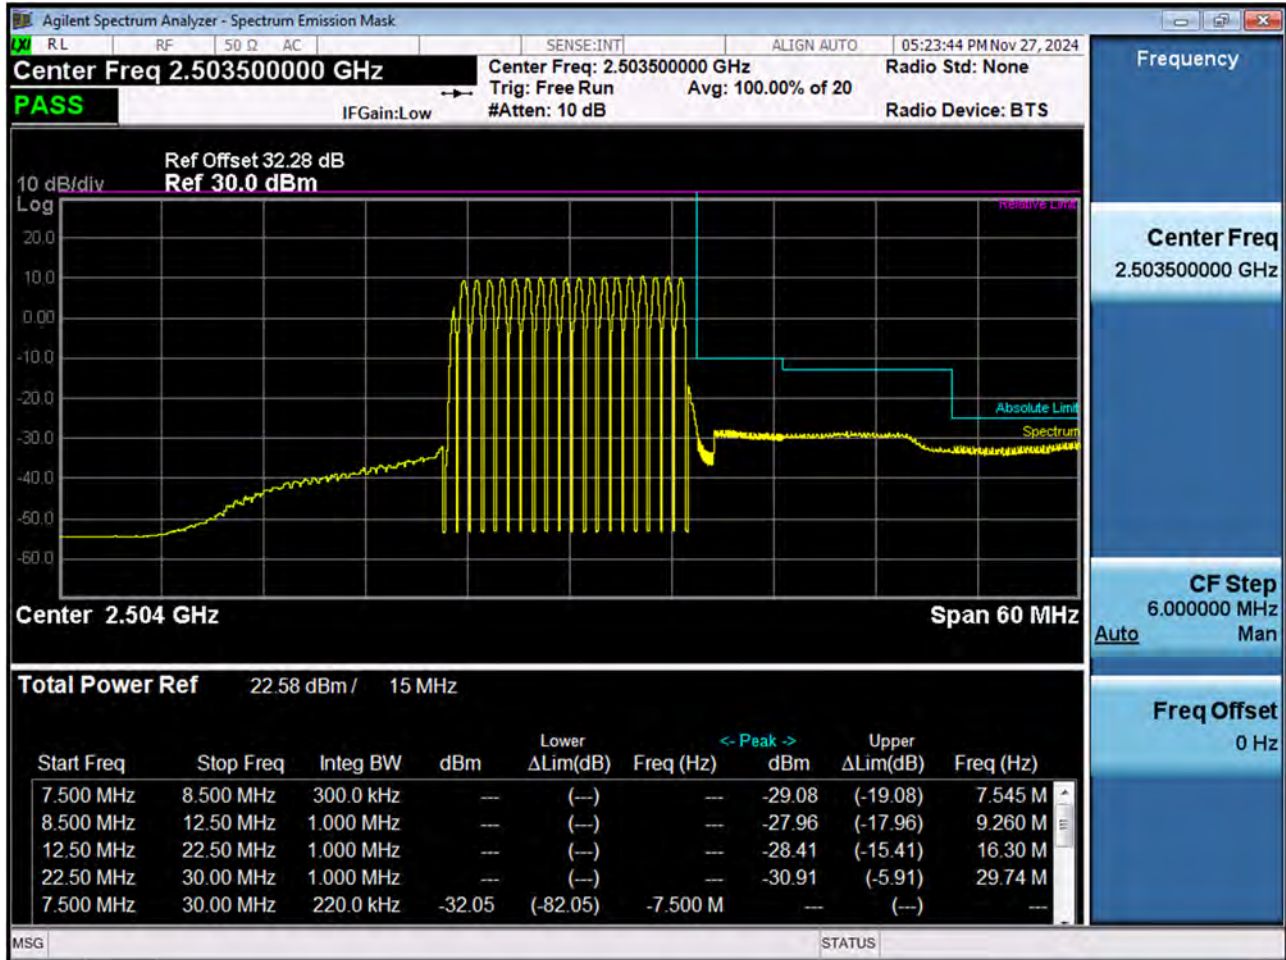 Agilent Spectrum Analyzer - Spectrum Emission Mask
LXI RL RF 50 Ω AC SENSE:INT ALIGN AUTO 05:23:44 PM Nov 27, 2024
Center Freq 2.503500000 GHz
Center Freq: 2.503500000 GHz Radio Std: None
Trig: Free Run Avg: 100.00% of 20
PASS IFGain:Low #Atten: 10 dB Radio Device: BTS
Ref Offset 32.28 dB
10 dB/div Ref 30.0 dBm
Log
Relative Limit
20.0
10.0
0.00
-10.0
-20.0
Absolute Limit
-30.0
Spectrum
-40.0
-50.0
-60.0
Center 2.504 GHz Span 60 MHz
Total Power Ref 22.58 dBm / 15 MHz
Lower <- Peak -> Upper
Start Freq Stop Freq Integ BW dBm ΔLim(dB) Freq (Hz) dBm ΔLim(dB) Freq (Hz)
7.500 MHz 8.500 MHz 300.0 kHz --- (---) --- -29.08 (-19.08) 7.545 M
8.500 MHz 12.50 MHz 1.000 MHz --- (---) --- -27.96 (-17.96) 9.260 M
12.50 MHz 22.50 MHz 1.000 MHz --- (---) --- -28.41 (-15.41) 16.30 M
22.50 MHz 30.00 MHz 1.000 MHz --- (---) --- -30.91 (-5.91) 29.74 M
7.500 MHz 30.00 MHz 220.0 kHz -32.05 (-82.05) -7.500 M --- (---) ---
MSG STATUS
Frequency
Center Freq
2.503500000 GHz
CF Step
6.000000 MHz
Auto Man
Freq Offset
0 Hz